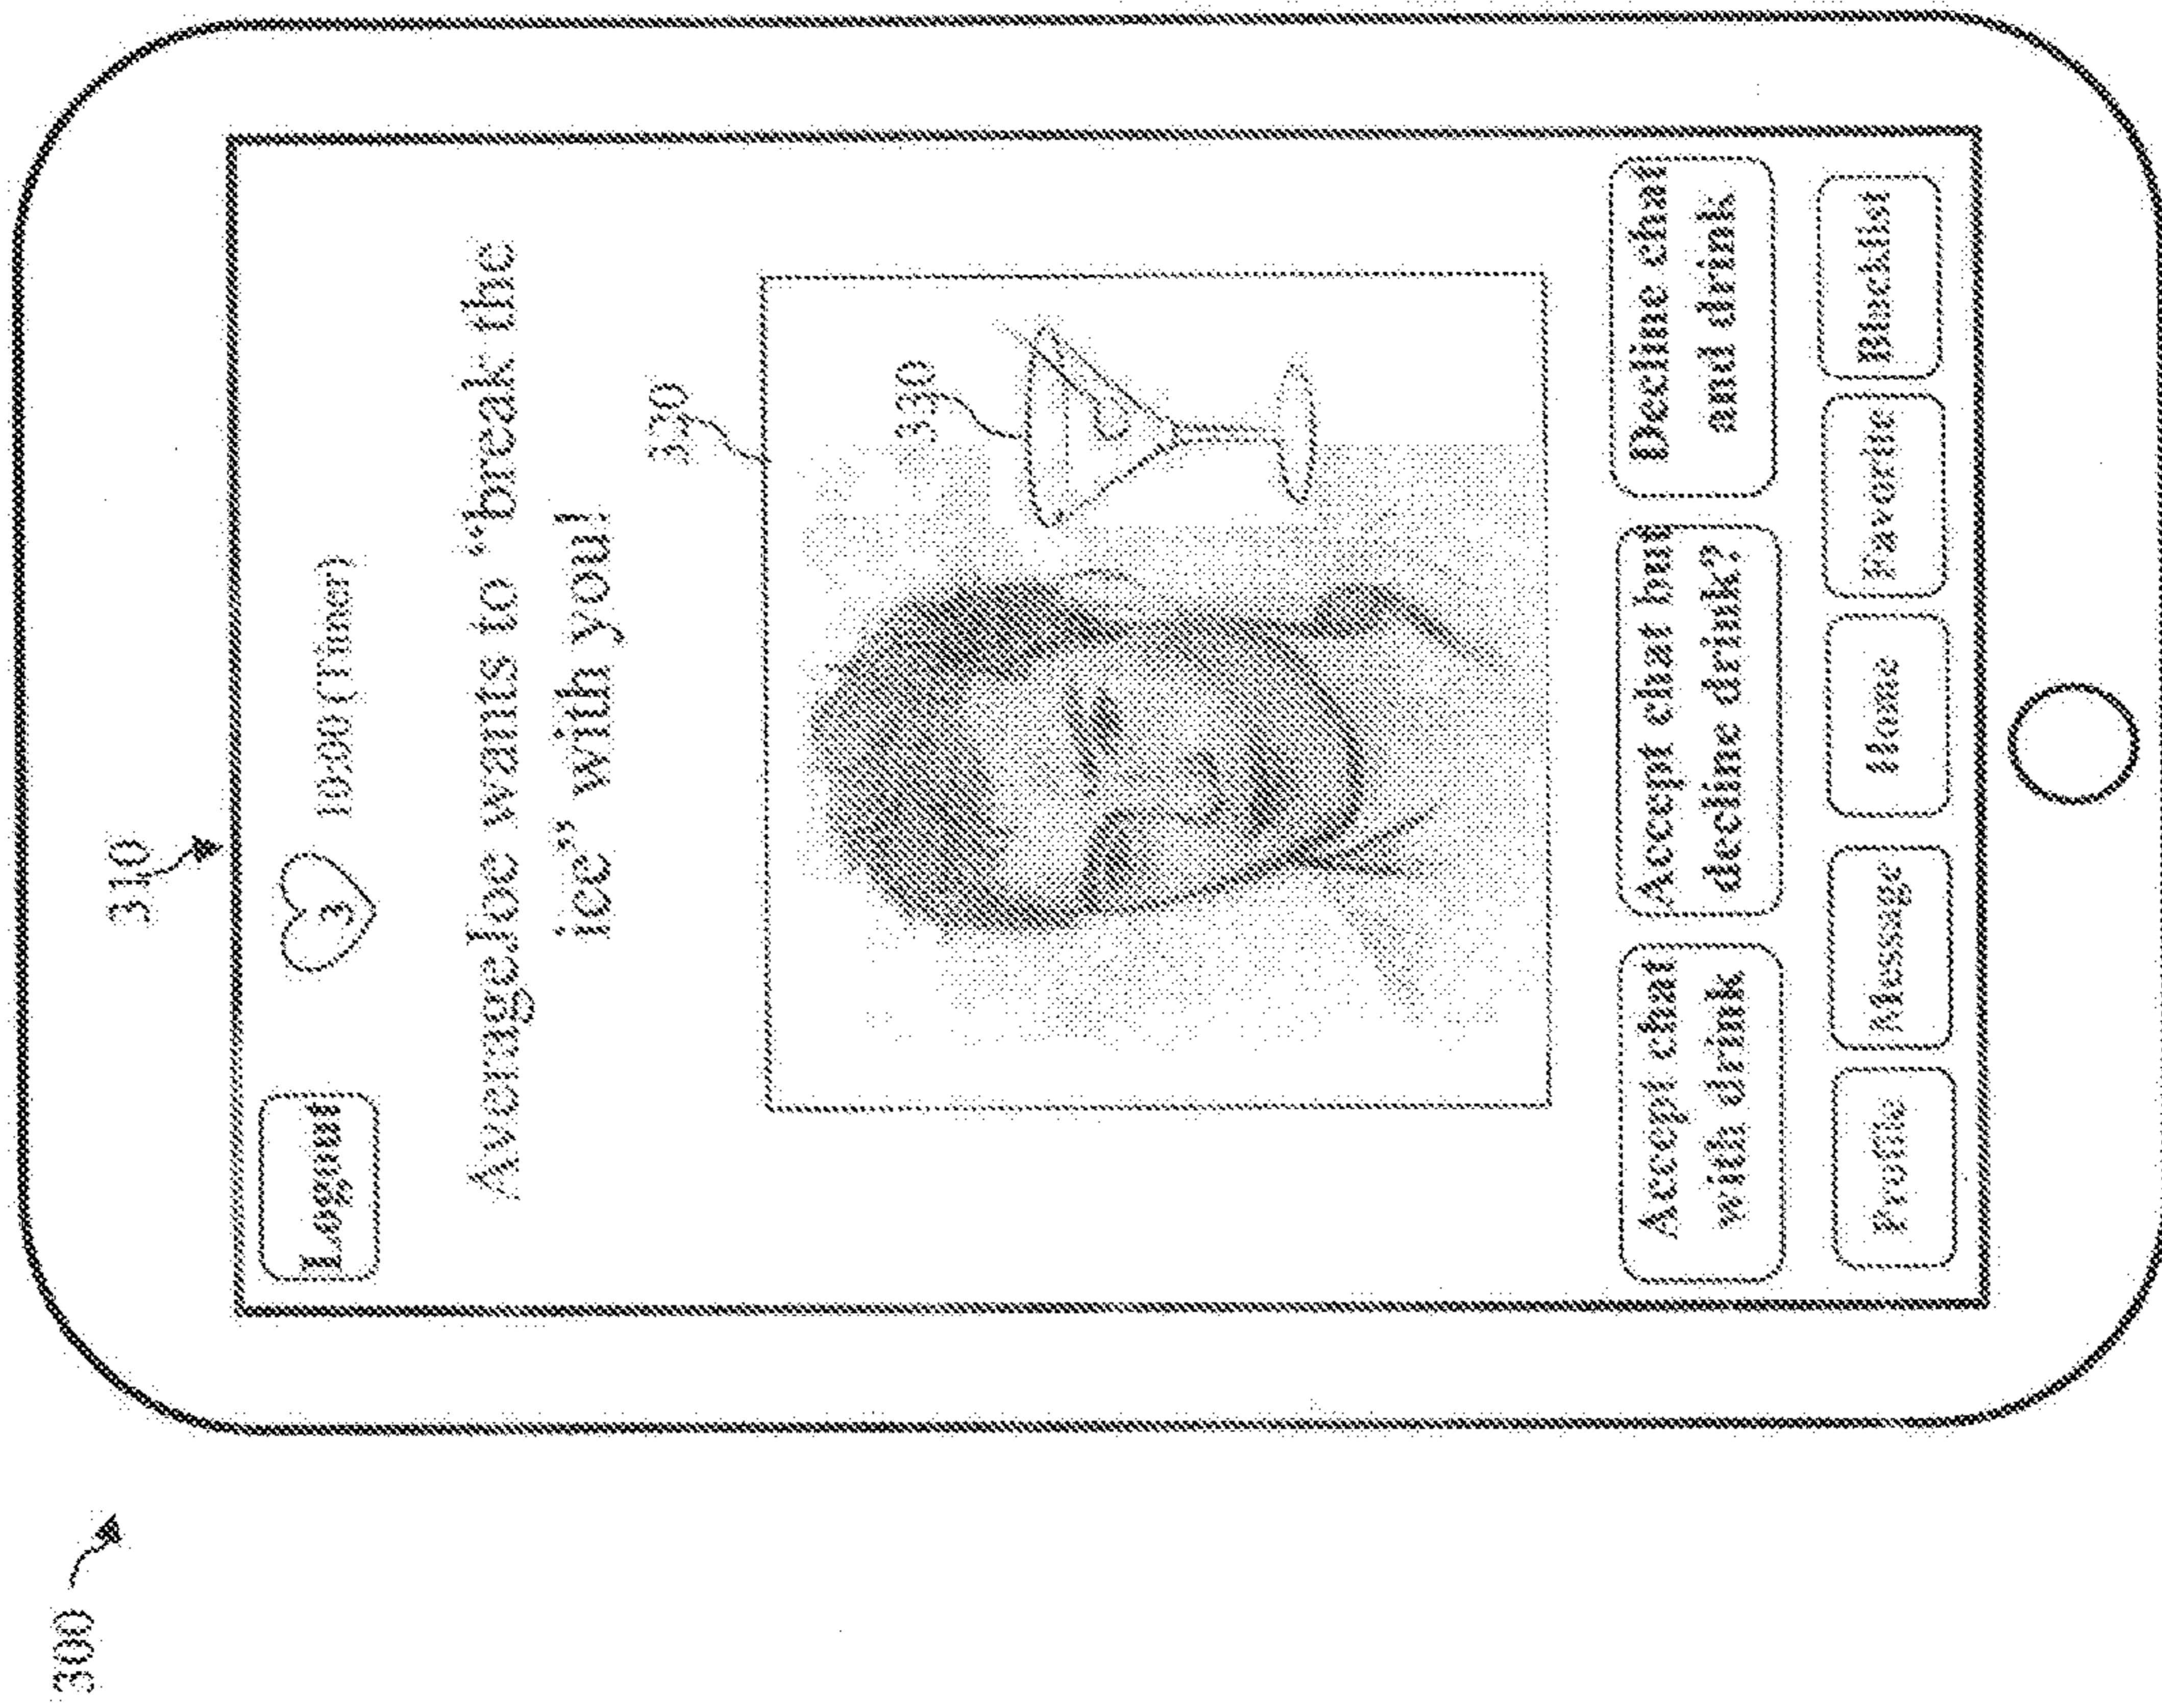 300
310
Logout
3
10:00 (Timer)
AverageJoe wants to “break the
ice” with you!
320
330
Accept chat
with drink
Accept chat but
decline drink?
Decline chat
and drink
Profile
Message
Home
Favorite
Blacklist